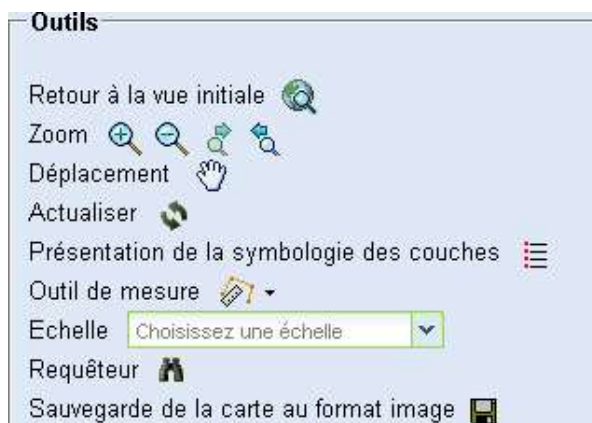 Outils
Retour à la vue initiale
Zoom
Déplacement
Actualiser
Présentation de la symbologie des couches
Outil de mesure
Echelle Choisissez une échelle
Requêteur
Sauvegarde de la carte au format image